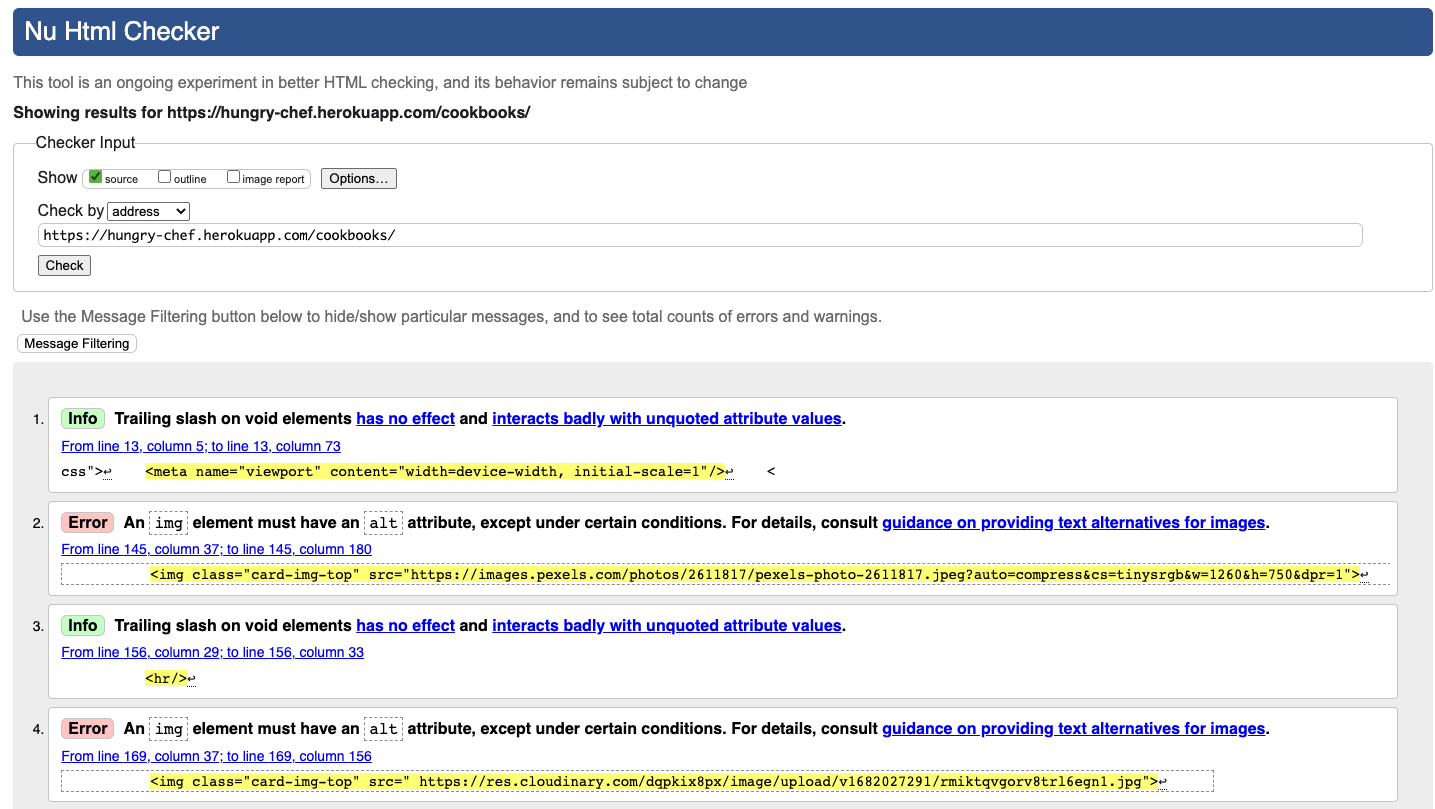 Nu Html Checker
This tool is an ongoing experiment in better HTML checking, and its behavior remains subject to change
Showing results for https://hungry-chef.herokuapp.com/cookbooks/
Checker Input
Show source outline image report Options…
Check by address
https://hungry-chef.herokuapp.com/cookbooks/
Check
Use the Message Filtering button below to hide/show particular messages, and to see total counts of errors and warnings.
Message Filtering
1. Info Trailing slash on void elements has no effect and interacts badly with unquoted attribute values.
From line 13, column 5; to line 13, column 73
css">↩ <meta name="viewport" content="width=device-width, initial-scale=1"/>↩ <
2. Error An img element must have an alt attribute, except under certain conditions. For details, consult guidance on providing text alternatives for images.
From line 145, column 37; to line 145, column 180
<img class="card-img-top" src="https://images.pexels.com/photos/2611817/pexels-photo-2611817.jpeg?auto=compress&cs=tinysrgb&w=1260&h=750&dpr=1">↩
3. Info Trailing slash on void elements has no effect and interacts badly with unquoted attribute values.
From line 156, column 29; to line 156, column 33
<hr/>↩
4. Error An img element must have an alt attribute, except under certain conditions. For details, consult guidance on providing text alternatives for images.
From line 169, column 37; to line 169, column 156
<img class="card-img-top" src=" https://res.cloudinary.com/dqpkix8px/image/upload/v1682027291/rmiktqvgorv8trl6egn1.jpg">↩